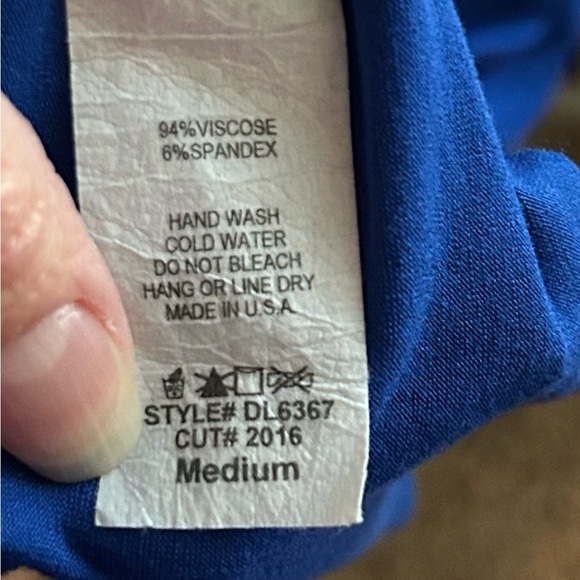 94%VISCOSE
6%SPANDEX
HAND WASH
COLD WATER
DO NOT BLEACH
HANG OR LINE DRY
MADE IN U.S.A.
STYLE# DL6367
CUT# 2016
Medium